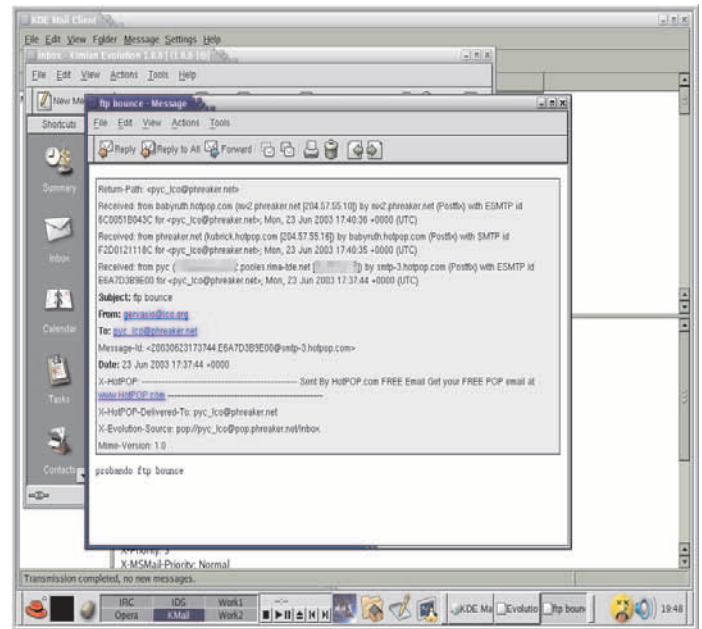 KDE Mail Client
File Edit View Folder Message Settings Help
Inbox - Ximian Evolution
File Edit View Actions Tools Help
New Me
Shortcuts
Summary
Inbox
Calendar
Tasks
Contacts
ftp bounce - Message
File Edit View Actions Tools
Reply Reply to All Forward
Return-Path: <pyc_lco@phreaker.net>
Received: from babyruth.hotpop.com (mx2.phreaker.net [204.57.55.10]) by mx2.phreaker.net (Postfix) with ESMTP id
6C0051B043C for <pyc_lco@phreaker.net>; Mon, 23 Jun 2003 17:40:36 +0000 (UTC)
Received: from phreaker.net (kubrick.hotpop.com [204.57.55.16]) by babyruth.hotpop.com (Postfix) with SMTP id
F2D0121118C for <pyc_lco@phreaker.net>; Mon, 23 Jun 2003 17:40:35 +0000 (UTC)
Received: from pyc ( 2.pooles.rima-tde.net [ ]) by smtp-3.hotpop.com (Postfix) with ESMTP id
E6A7D3B9E00 for <pyc_lco@phreaker.net>; Mon, 23 Jun 2003 17:37:44 +0000 (UTC)
Subject: ftp bounce
From: gervasio@lco.org
To: pyc_lco@phreaker.net
Message-Id: <20030623173744.E6A7D3B9E00@smtp-3.hotpop.com>
Date: 23 Jun 2003 17:37:44 +0000
X-HotPOP: ----------------------------------------------- Sent By HotPOP.com FREE Email Get your FREE POP email at
www.HotPOP.com -----------------------------------------------
X-HotPOP-Delivered-To: pyc_lco@phreaker.net
X-Evolution-Source: pop://pyc_lco@pop.phreaker.net/inbox
Mime-Version: 1.0
probando ftp bounce
X-Priority: 3
X-MSMail-Priority: Normal
Transmission completed, no new messages.
IRC IDS Work1
Opera KMail Work2
KDE Ma Evolutio ftp boun
19:48